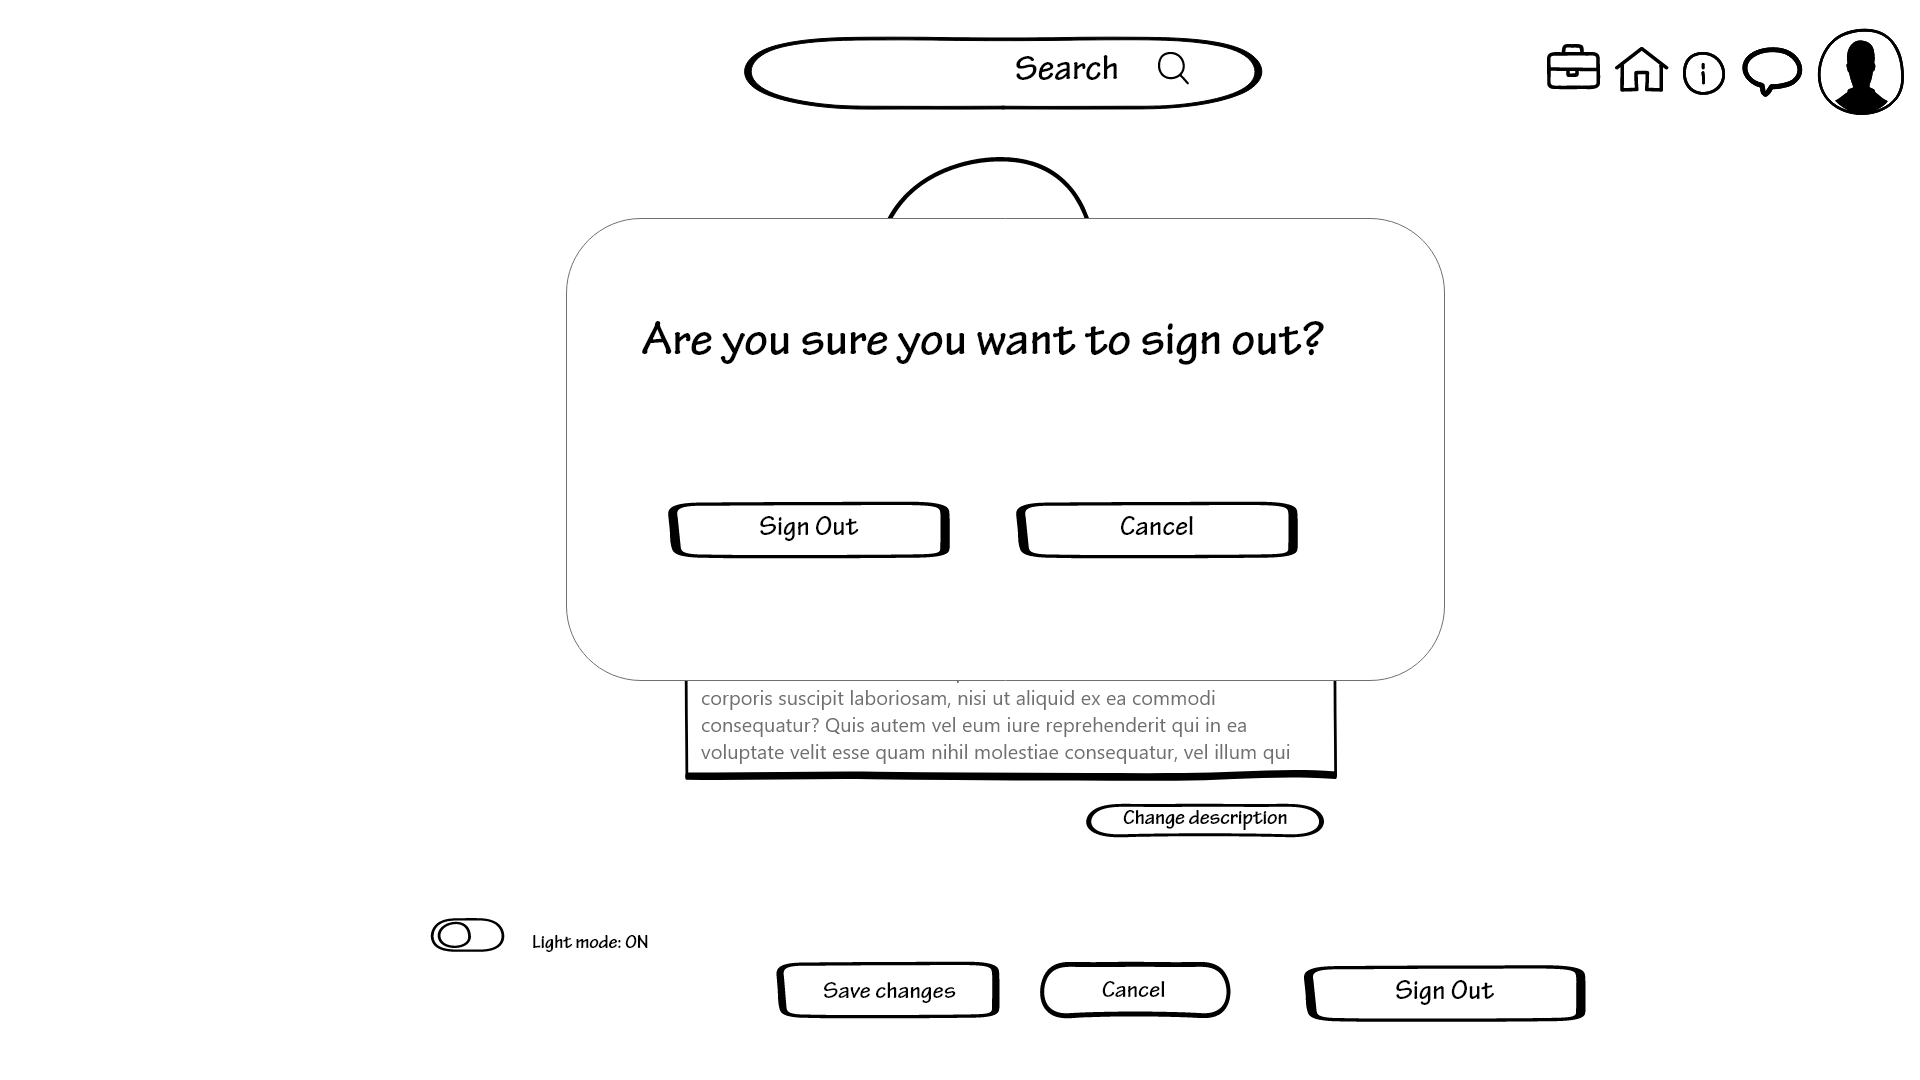 Search
Are you sure you want to sign out?
Sign Out
Cancel
corporis suscipit laboriosam, nisi ut aliquid ex ea commodi
consequatur? Quis autem vel eum iure reprehenderit qui in ea
voluptate velit esse quam nihil molestiae consequatur, vel illum qui
Change description
Light mode: ON
Save changes
Cancel
Sign Out